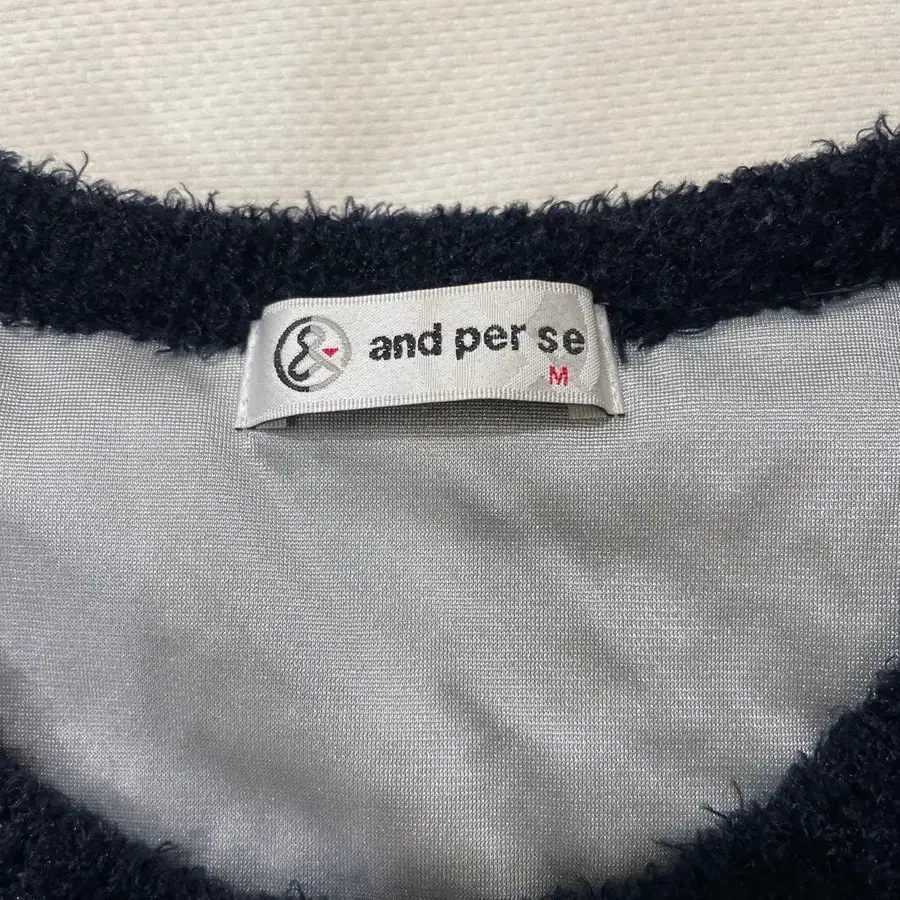 & and per se
M